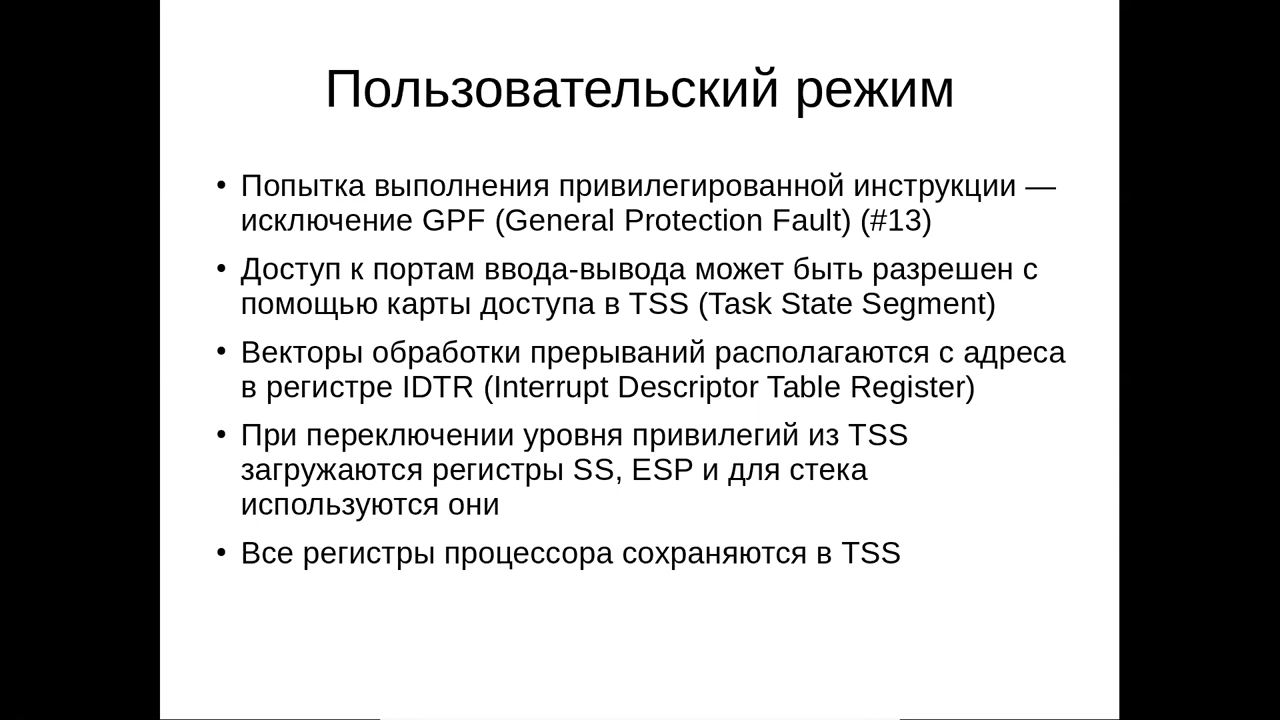 Пользовательский режим
• Попытка выполнения привилегированной инструкции —
исключение GPF (General Protection Fault) (#13)
• Доступ к портам ввода-вывода может быть разрешен с
помощью карты доступа в TSS (Task State Segment)
• Векторы обработки прерываний располагаются с адреса
в регистре IDTR (Interrupt Descriptor Table Register)
• При переключении уровня привилегий из TSS
загружаются регистры SS, ESP и для стека
используются они
• Все регистры процессора сохраняются в TSS